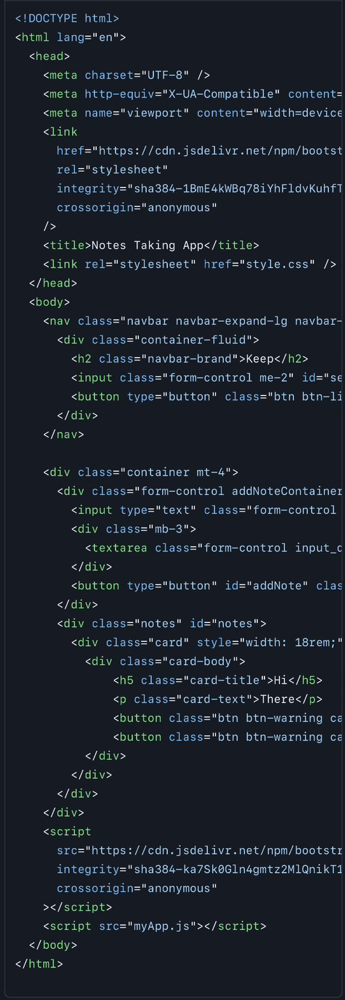 <!DOCTYPE html>
<html lang="en">
  <head>
    <meta charset="UTF-8" />
    <meta http-equiv="X-UA-Compatible" content=
    <meta name="viewport" content="width=device
    <link
      href="https://cdn.jsdelivr.net/npm/bootst
      rel="stylesheet"
      integrity="sha384-1BmE4kWBq78iYhFldvKuhfT
      crossorigin="anonymous"
    />
    <title>Notes Taking App</title>
    <link rel="stylesheet" href="style.css" />
  </head>
  <body>
    <nav class="navbar navbar-expand-lg navbar-
      <div class="container-fluid">
        <h2 class="navbar-brand">Keep</h2>
        <input class="form-control me-2" id="se
        <button type="button" class="btn btn-li
      </div>
    </nav>

    <div class="container mt-4">
      <div class="form-control addNoteContainer
        <input type="text" class="form-control
        <div class="mb-3">
          <textarea class="form-control input_d
        </div>
        <button type="button" id="addNote" clas
      </div>
      <div class="notes" id="notes">
        <div class="card" style="width: 18rem;"
          <div class="card-body">
              <h5 class="card-title">Hi</h5>
              <p class="card-text">There</p>
              <button class="btn btn-warning ca
              <button class="btn btn-warning ca
          </div>
        </div>
      </div>
    </div>
    <script
      src="https://cdn.jsdelivr.net/npm/bootstr
      integrity="sha384-ka7Sk0Gln4gmtz2MlQnikT1
      crossorigin="anonymous"
    ></script>
    <script src="myApp.js"></script>
  </body>
</html>